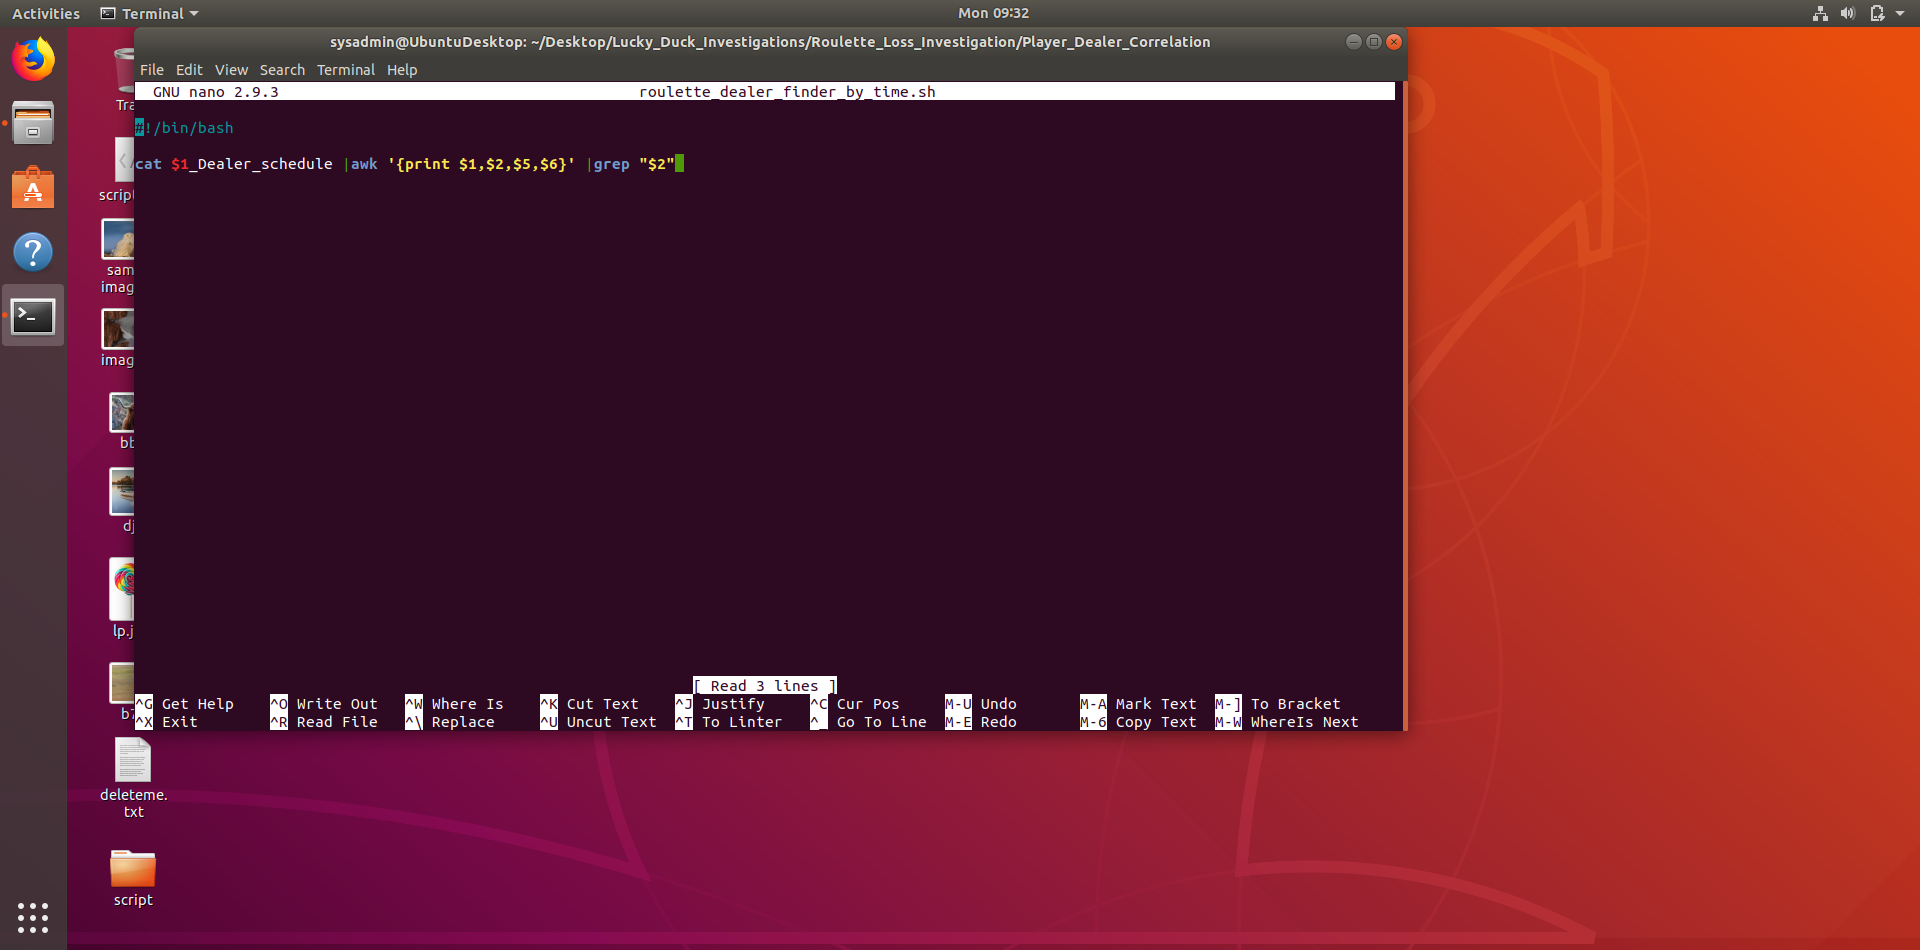 Activities Terminal Mon 09:32
sysadmin@UbuntuDesktop: ~/Desktop/Lucky_Duck_Investigations/Roulette_Loss_Investigation/Player_Dealer_Correlation
File Edit View Search Terminal Help
GNU nano 2.9.3 roulette_dealer_finder_by_time.sh
#!/bin/bash
cat $1_Dealer_schedule |awk '{print $1,$2,$5,$6}' |grep "$2"
[ Read 3 lines ]
^G Get Help ^O Write Out ^W Where Is ^K Cut Text ^J Justify ^C Cur Pos M-U Undo M-A Mark Text M-] To Bracket
^X Exit ^R Read File ^\ Replace ^U Uncut Text ^T To Linter ^_ Go To Line M-E Redo M-6 Copy Text M-W WhereIs Next
Tra
script
sam
imag
imag
bb
dj
lp.j
b7
deleteme.
txt
script